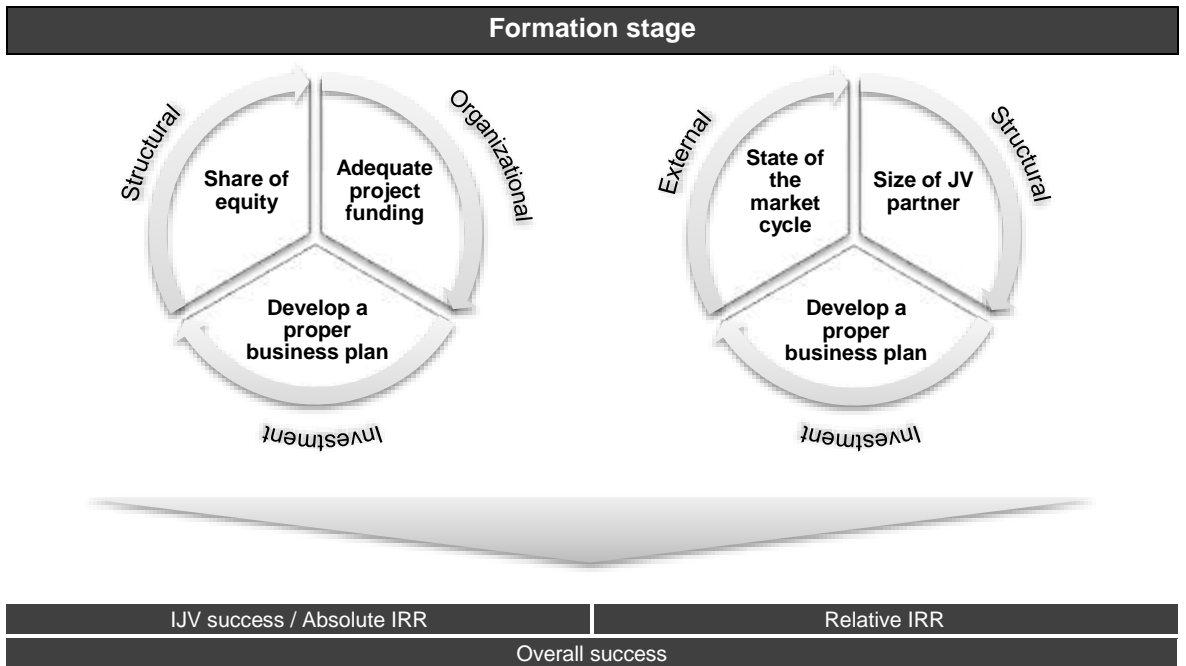 Formation stage
Structural
Organizational
Share of
equity
Adequate
project
funding
Develop a
proper
business plan
Investment
External
Structural
State of
the
market
cycle
Size of JV
partner
Develop a
proper
business plan
Investment
IJV success / Absolute IRR
Relative IRR
Overall success